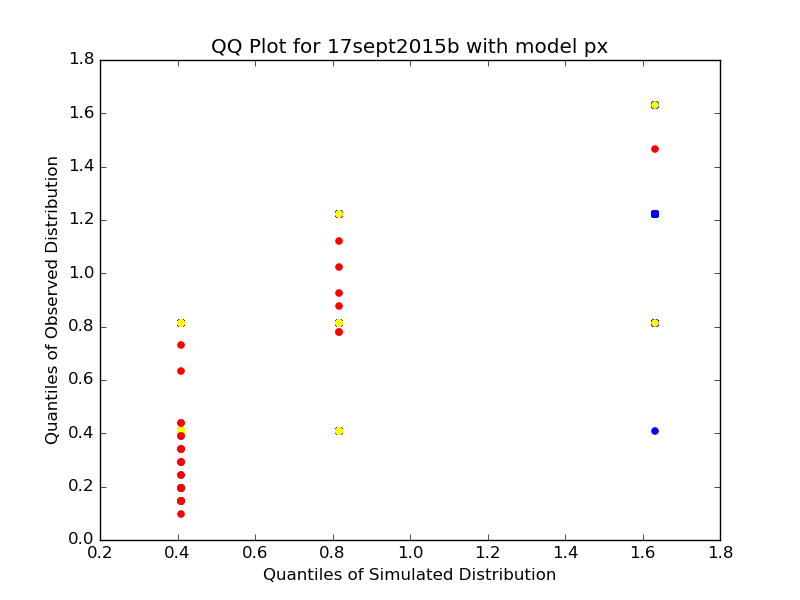 QQ Plot for 17sept2015b with model px
1.8
1.6
1.4
1.2
1.0
0.8
0.6
0.4
0.2
0.0
Quantiles of Observed Distribution
0.2 0.4 0.6 0.8 1.0 1.2 1.4 1.6 1.8
Quantiles of Simulated Distribution